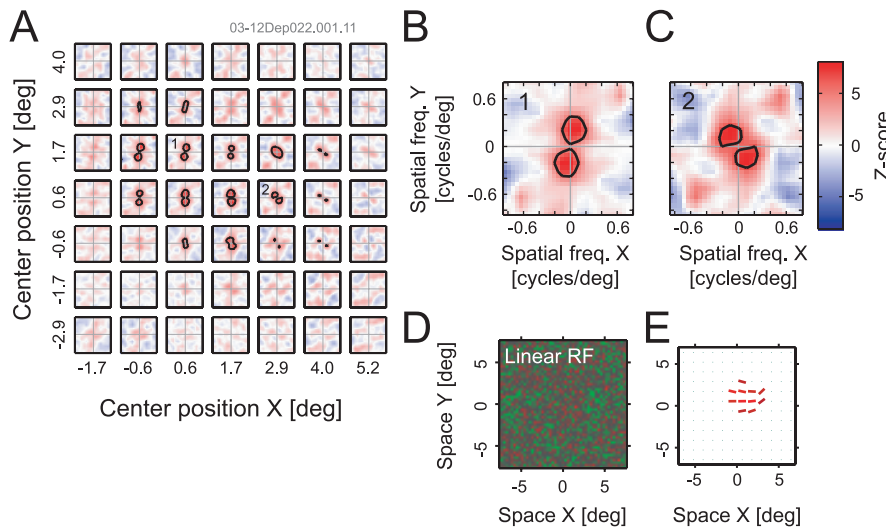 A
03-12Dep022.001.11
Center position Y [deg]
4.0
2.9
1.7
0.6
-0.6
-1.7
-2.9
1
2
-1.7 -0.6 0.6 1.7 2.9 4.0 5.2
Center position X [deg]
B
1
Spatial freq. Y
[cycles/deg]
0.6
0
-0.6
-0.6 0 0.6
Spatial freq. X
[cycles/deg]
C
2
-0.6 0 0.6
Spatial freq. X
[cycles/deg]
5
0
-5
Z-score
D
Linear RF
Space Y [deg]
5
0
-5
-5 0 5
Space X [deg]
E
5
0
-5
-5 0 5
Space X [deg]